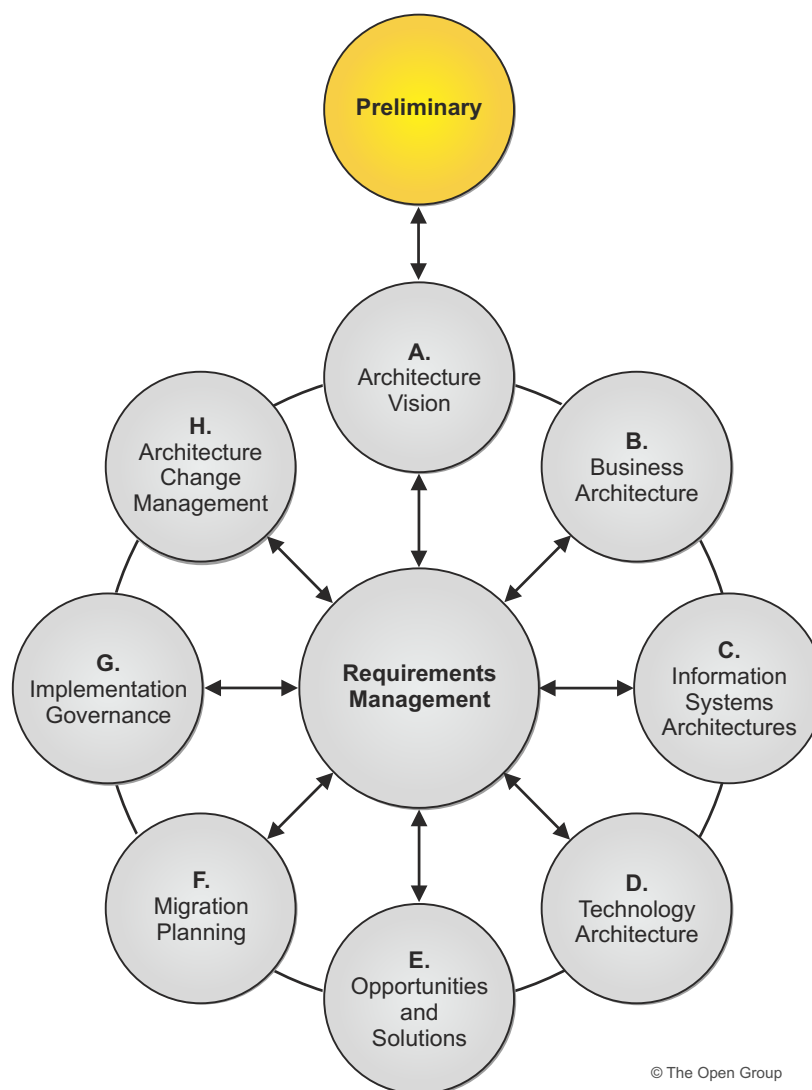 Preliminary
A.
Architecture
Vision
H.
Architecture
Change
Management
B.
Business
Architecture
G.
Implementation
Governance
Requirements
Management
C.
Information
Systems
Architectures
F.
Migration
Planning
D.
Technology
Architecture
E.
Opportunities
and
Solutions
© The Open Group